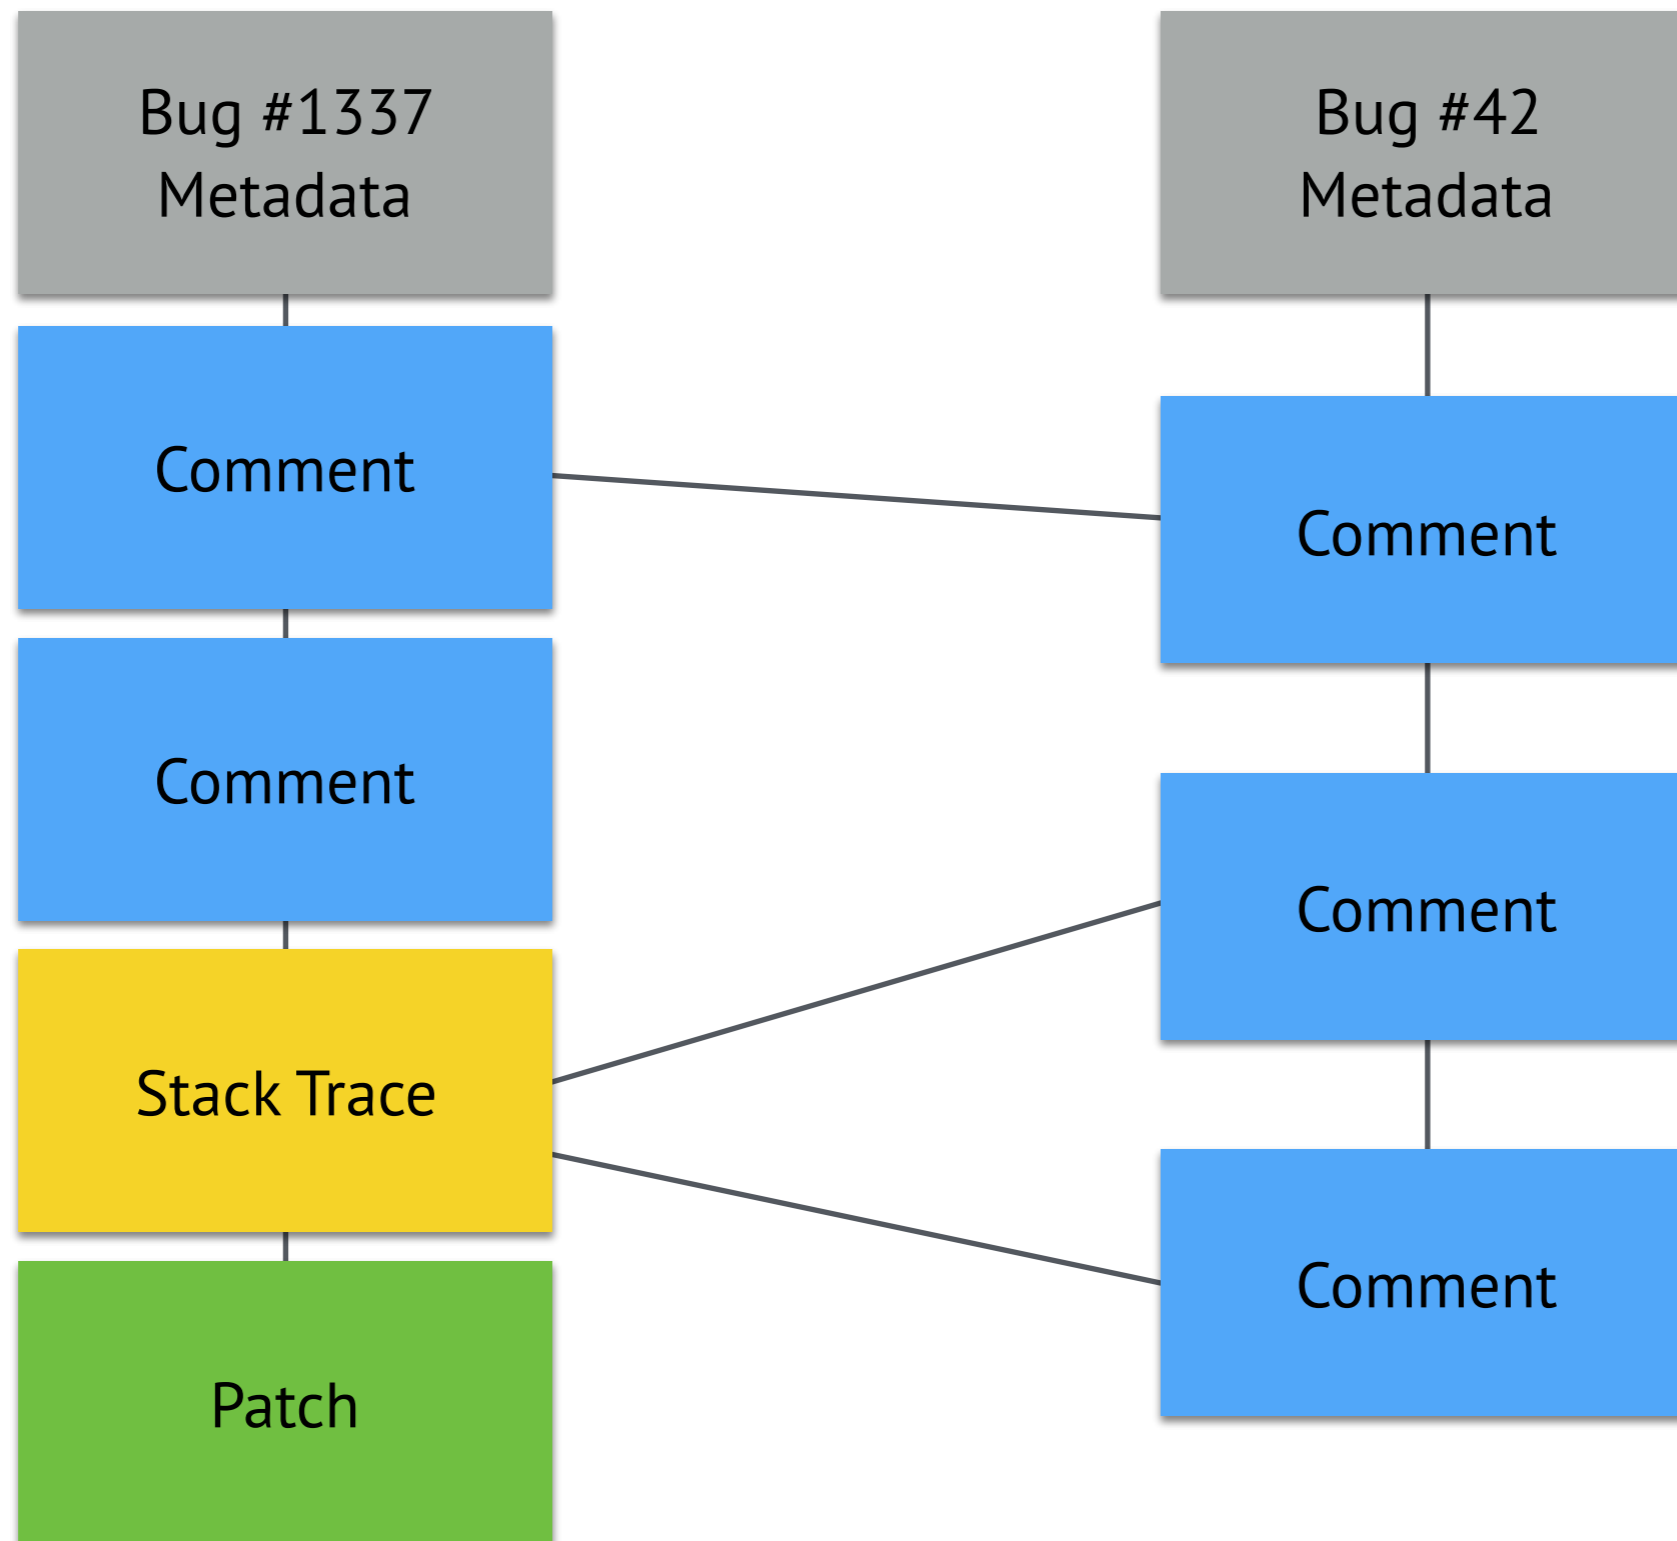 Bug #1337
Metadata
Comment
Comment
Stack Trace
Patch
Bug #42
Metadata
Comment
Comment
Comment